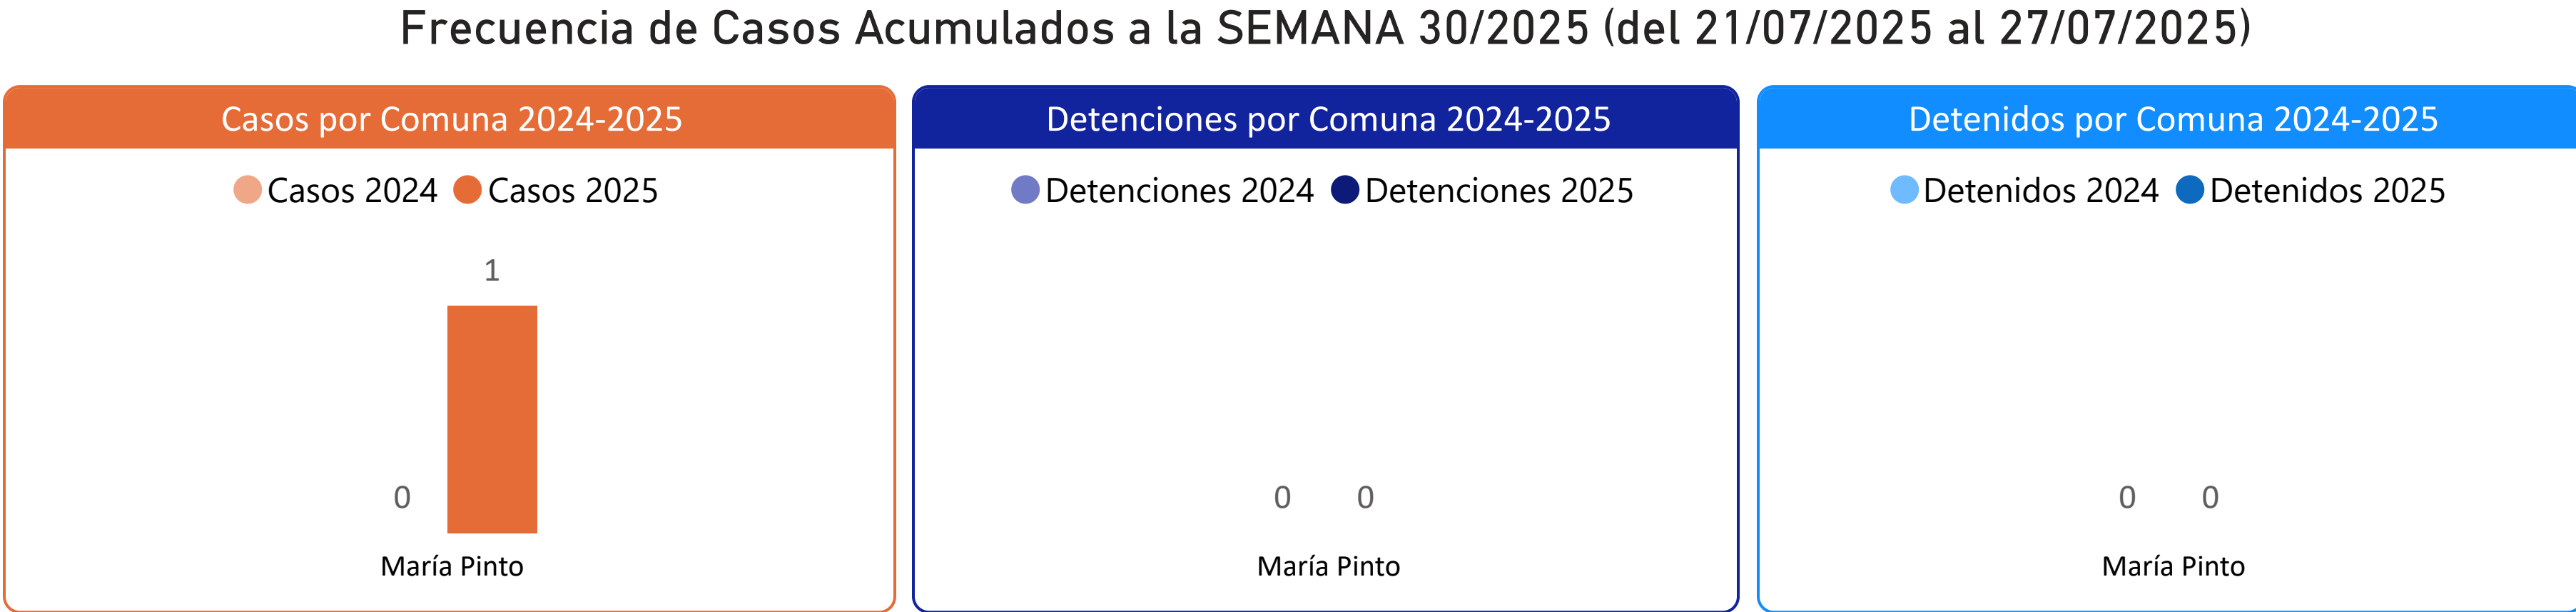 Frecuencia de Casos Acumulados a la SEMANA 30/2025 (del 21/07/2025 al 27/07/2025)
Casos por Comuna 2024-2025
Casos 2024 Casos 2025
1
0
María Pinto
Detenciones por Comuna 2024-2025
Detenciones 2024 Detenciones 2025
0 0
María Pinto
Detenidos por Comuna 2024-2025
Detenidos 2024 Detenidos 2025
0 0
María Pinto